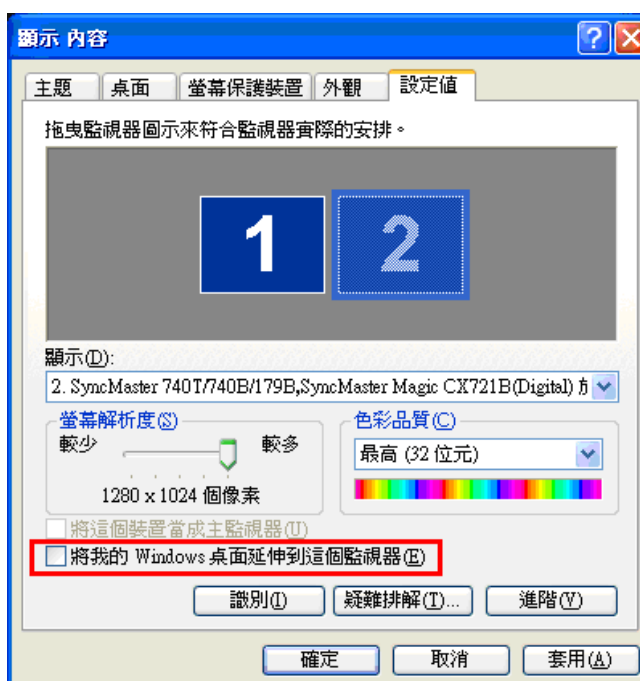 顯示 內容
主題 桌面 螢幕保護裝置 外觀 設定值
拖曳監視器圖示來符合監視器實際的安排。
1 2
顯示(D):
2. SyncMaster 740T/740B/179B,SyncMaster Magic CX721B(Digital) 方
螢幕解析度(S) 色彩品質(C)
較少 較多
最高 (32 位元)
1280 x 1024 個像素
將這個裝置當成主監視器(U)
將我的 Windows 桌面延伸到這個監視器(E)
識別(I) 疑難排解(T)... 進階(V)
確定 取消 套用(A)